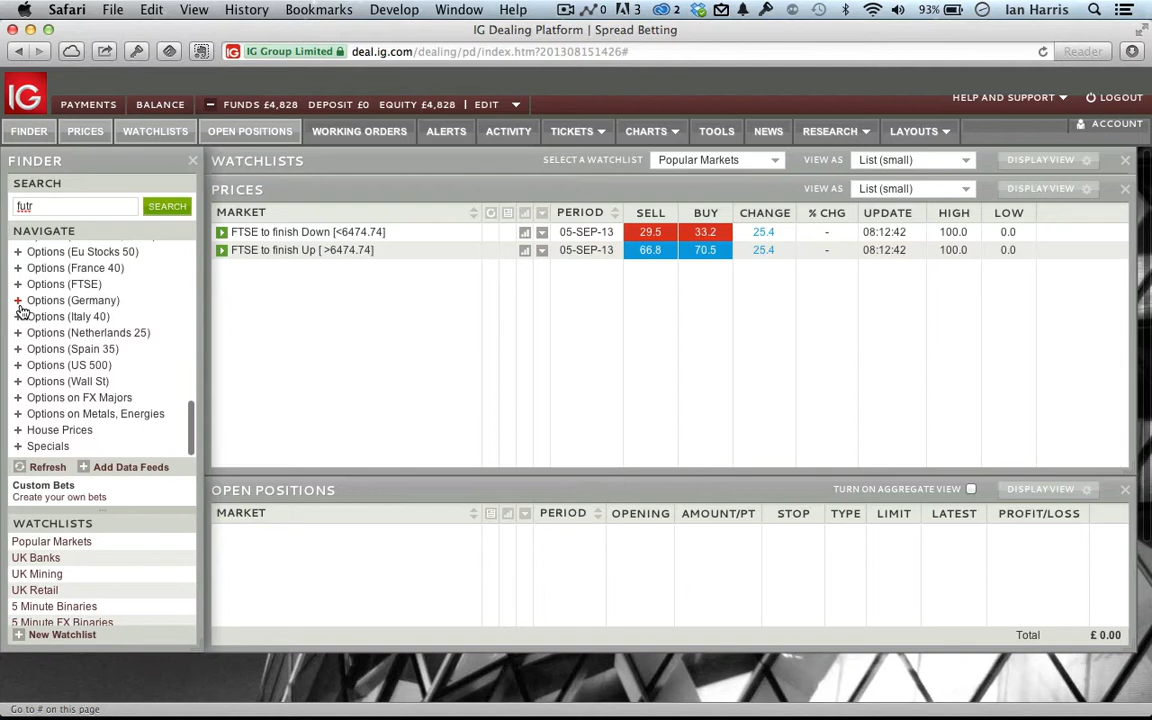 Safari File Edit View History Bookmarks Develop Window Help 0 3 2 93% Ian Harris
IG Dealing Platform | Spread Betting
IG IG Group Limited deal.ig.com/dealing/pd/index.htm?201308151426# Reader
IG PAYMENTS BALANCE FUNDS £4,828 DEPOSIT £0 EQUITY £4,828 | EDIT HELP AND SUPPORT LOGOUT
FINDER PRICES WATCHLISTS OPEN POSITIONS WORKING ORDERS ALERTS ACTIVITY TICKETS CHARTS TOOLS NEWS RESEARCH LAYOUTS ACCOUNT
FINDER
SEARCH
futr SEARCH
NAVIGATE
Options (Eu Stocks 50)
Options (France 40)
Options (FTSE)
Options (Germany)
Options (Italy 40)
Options (Netherlands 25)
Options (Spain 35)
Options (US 500)
Options (Wall St)
Options on FX Majors
Options on Metals, Energies
House Prices
Specials
Refresh Add Data Feeds
Custom Bets
Create your own bets
WATCHLISTS
Popular Markets
UK Banks
UK Mining
UK Retail
5 Minute Binaries
5 Minute FX Binaries
New Watchlist
WATCHLISTS SELECT A WATCHLIST Popular Markets VIEW AS List (small) DISPLAY VIEW
PRICES VIEW AS List (small) DISPLAY VIEW
MARKET PERIOD SELL BUY CHANGE % CHG UPDATE HIGH LOW
FTSE to finish Down [<6474.74] 05-SEP-13 29.5 33.2 25.4 - 08:12:42 100.0 0.0
FTSE to finish Up [ >6474.74] 05-SEP-13 66.8 70.5 25.4 - 08:12:42 100.0 0.0
OPEN POSITIONS TURN ON AGGREGATE VIEW DISPLAY VIEW
MARKET PERIOD OPENING AMOUNT/PT STOP TYPE LIMIT LATEST PROFIT/LOSS
Total £ 0.00
Go to # on this page